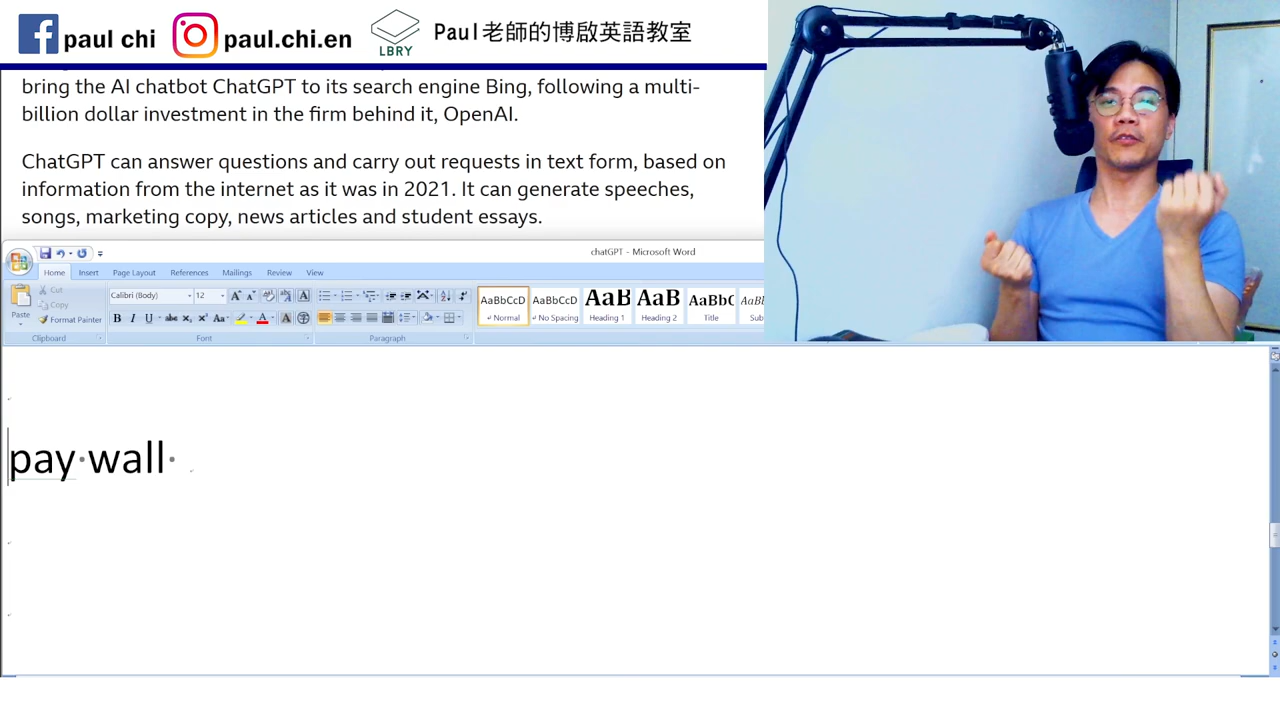 paul chi
paul.chi.en
LBRY
Paul老師的博啟英語教室
bring the AI chatbot ChatGPT to its search engine Bing, following a multi-
billion dollar investment in the firm behind it, OpenAI.
ChatGPT can answer questions and carry out requests in text form, based on
information from the internet as it was in 2021. It can generate speeches,
songs, marketing copy, news articles and student essays.
chatGPT - Microsoft Word
Home
Insert
Page Layout
References
Mailings
Review
View
Paste
Cut
Copy
Format Painter
Clipboard
Calibri (Body)
12
Font
Paragraph
AaBbCcD
Normal
AaBbCcD
No Spacing
AaB
Heading 1
AaB
Heading 2
AaBbC
Title
AaBb
Sub
pay wall